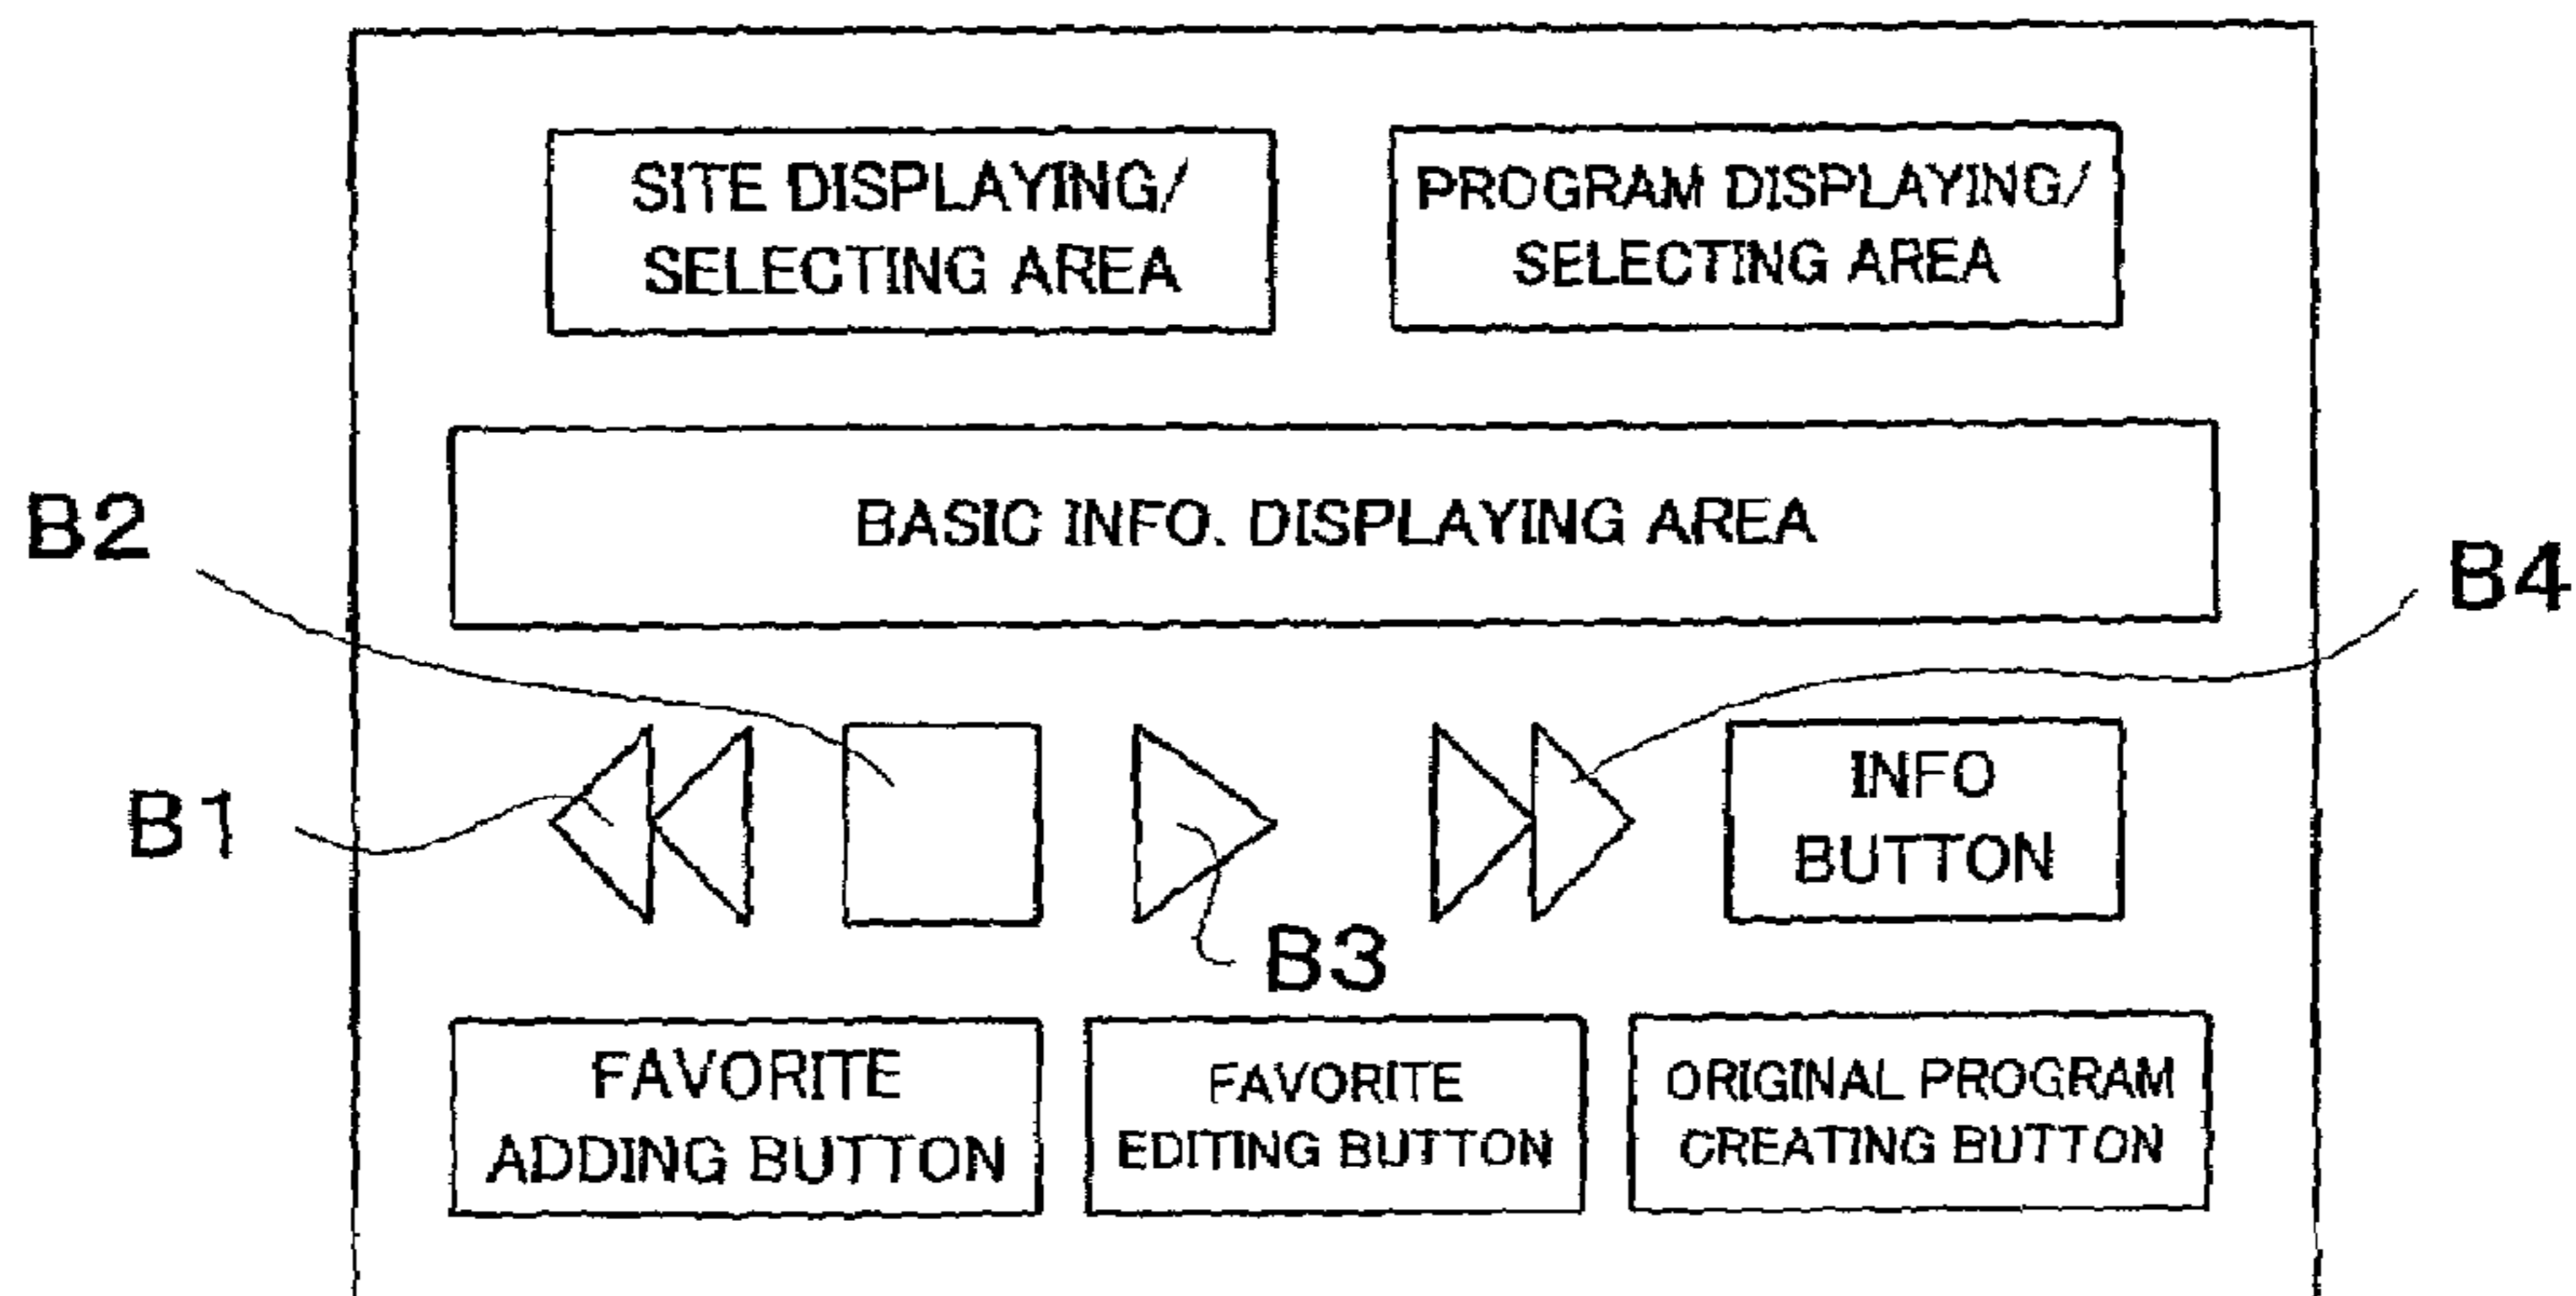 SITE DISPLAYING/
SELECTING AREA
PROGRAM DISPLAYING/
SELECTING AREA
BASIC INFO. DISPLAYING AREA
B2
B4
B1
INFO
BUTTON
B3
FAVORITE
ADDING BUTTON
FAVORITE
EDITING BUTTON
ORIGINAL PROGRAM
CREATING BUTTON